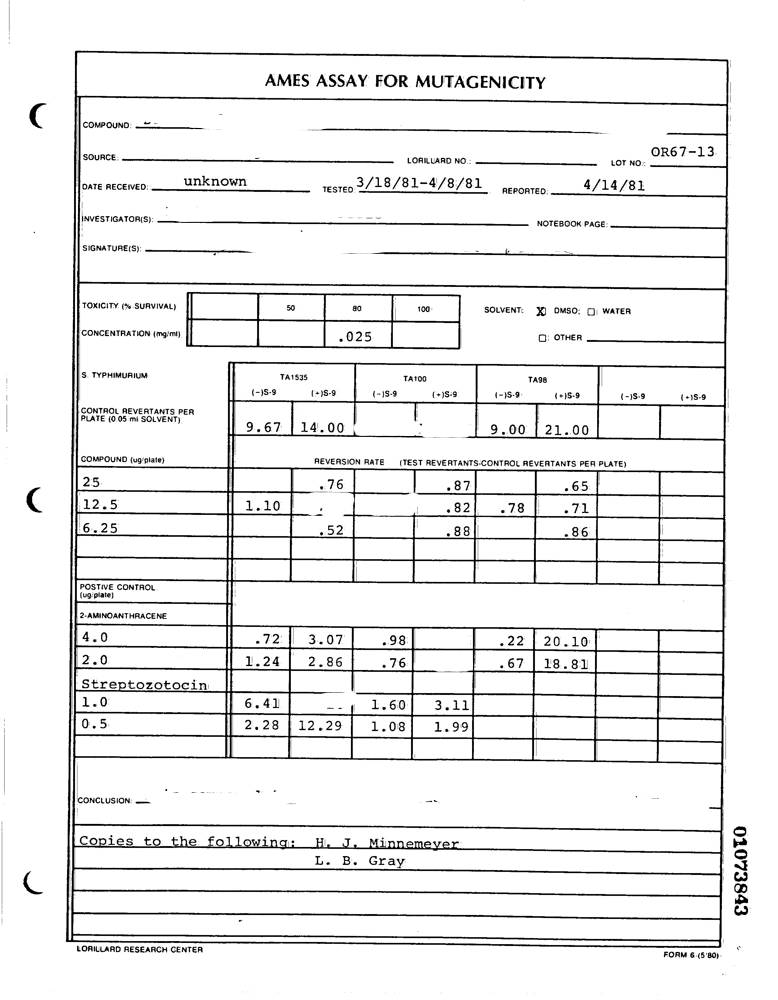 AMES ASSAY FOR MUTAGENICITY
COMPOUND:
SOURCE: LORILLARD NO.: LOT NO.: OR67-13
DATE RECEIVED: unknown TESTED 3/18/81-4/8/81 REPORTED: 4/14/81
INVESTIGATOR(S): NOTEBOOK PAGE:
SIGNATURE(S):
TOXICITY (% SURVIVAL) 50 80 100 SOLVENT: X DMSO; WATER
CONCENTRATION (mg/ml) .025 OTHER
S. TYPHIMURIUM TA1535 TA100 TA98
(-)S-9 (+)S-9 (-)S-9 (+)S-9 (-)S-9 (+)S-9 (-)S-9 (+)S-9
CONTROL REVERTANTS PER
PLATE (0.05 ml SOLVENT) 9.67 14.00 9.00 21.00
COMPOUND (ug/plate) REVERSION RATE (TEST REVERTANTS-CONTROL REVERTANTS PER PLATE)
25 .76 .87 .65
12.5 1.10 .82 .78 .71
6.25 .52 .88 .86
POSTIVE CONTROL
(ug/plate)
2-AMINOANTHRACENE
4.0 .72 3.07 .98 .22 20.10
2.0 1.24 2.86 .76 .67 18.81
Streptozotocin
1.0 6.41 1.60 3.11
0.5 2.28 12.29 1.08 1.99
CONCLUSION:
Copies to the following: H. J. Minnemeyer
L. B. Gray
LORILLARD RESEARCH CENTER
FORM 6 (5/80)
01073843